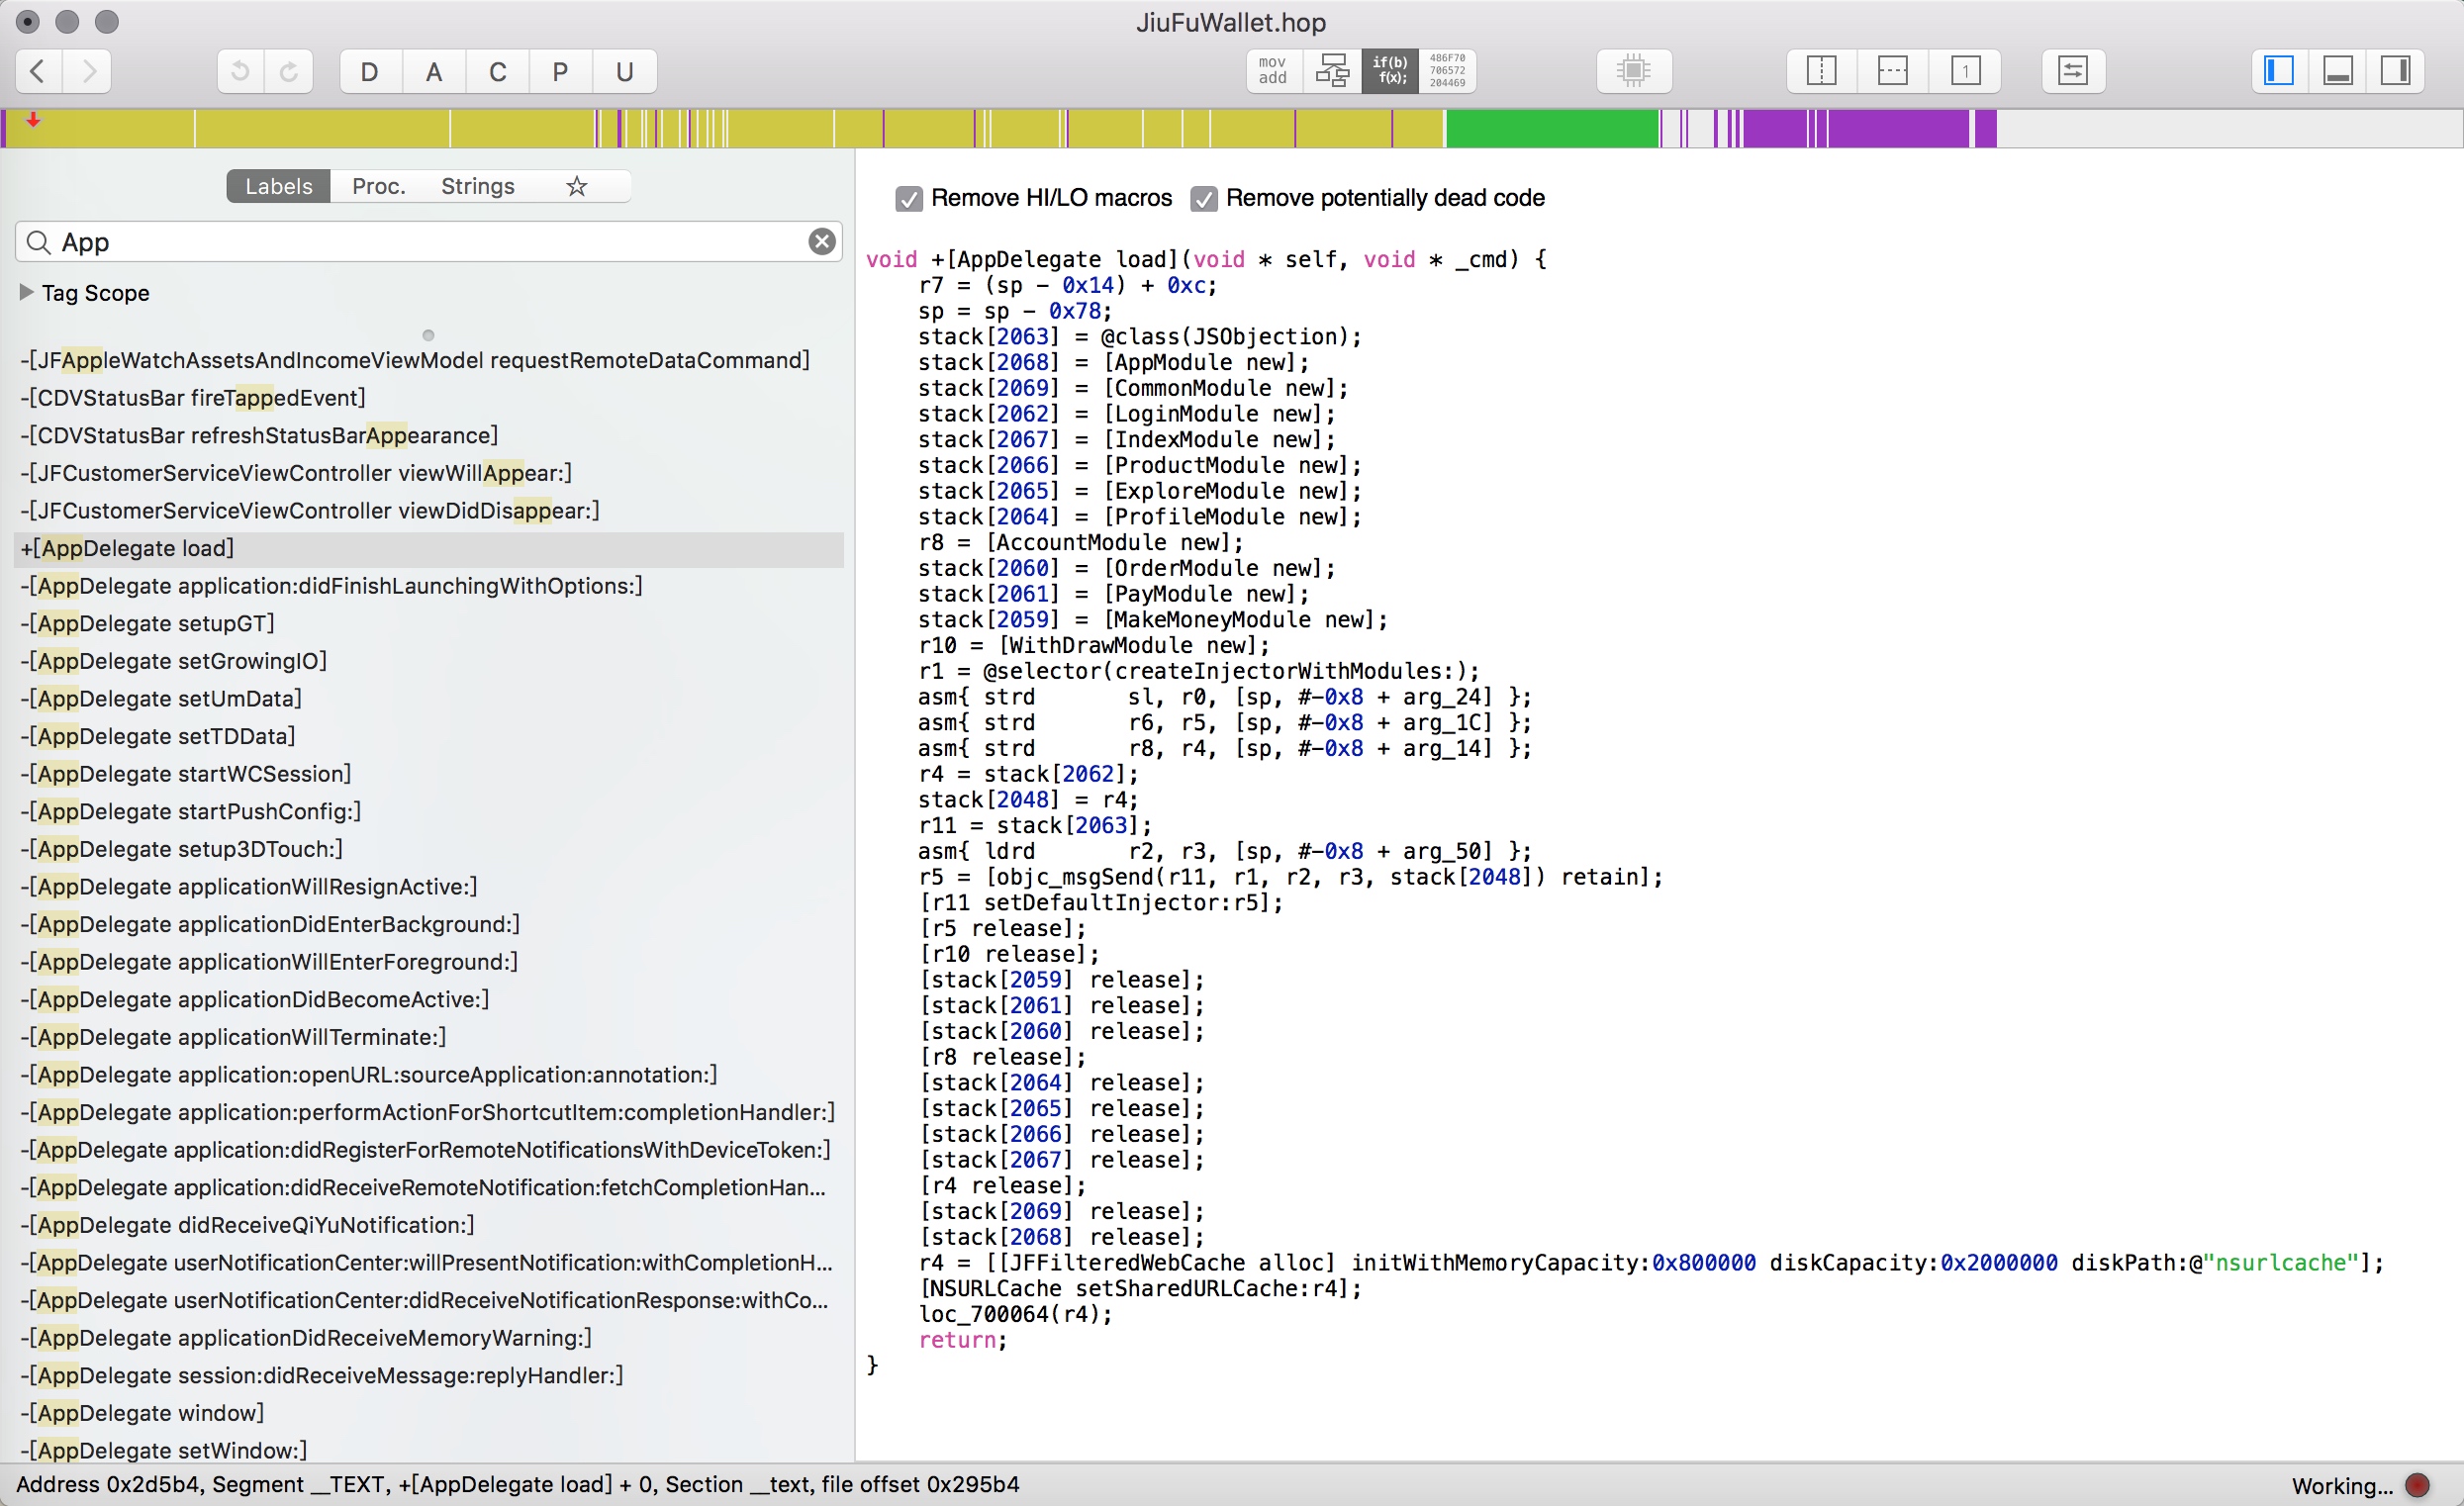 JiuFuWallet.hop
D A C P U
mov
add
if(b)
f(x);
486F70
706572
204469
1
Labels Proc. Strings ☆
App
Tag Scope
-[JFAppleWatchAssetsAndIncomeViewModel requestRemoteDataCommand]
-[CDVStatusBar fireTappedEvent]
-[CDVStatusBar refreshStatusBarAppearance]
-[JFCustomerServiceViewController viewWillAppear:]
-[JFCustomerServiceViewController viewDidDisappear:]
+[AppDelegate load]
-[AppDelegate application:didFinishLaunchingWithOptions:]
-[AppDelegate setupGT]
-[AppDelegate setGrowingIO]
-[AppDelegate setUmData]
-[AppDelegate setTDData]
-[AppDelegate startWCSession]
-[AppDelegate startPushConfig:]
-[AppDelegate setup3DTouch:]
-[AppDelegate applicationWillResignActive:]
-[AppDelegate applicationDidEnterBackground:]
-[AppDelegate applicationWillEnterForeground:]
-[AppDelegate applicationDidBecomeActive:]
-[AppDelegate applicationWillTerminate:]
-[AppDelegate application:openURL:sourceApplication:annotation:]
-[AppDelegate application:performActionForShortcutItem:completionHandler:]
-[AppDelegate application:didRegisterForRemoteNotificationsWithDeviceToken:]
-[AppDelegate application:didReceiveRemoteNotification:fetchCompletionHan...
-[AppDelegate didReceiveQiYuNotification:]
-[AppDelegate userNotificationCenter:willPresentNotification:withCompletionH...
-[AppDelegate userNotificationCenter:didReceiveNotificationResponse:withCo...
-[AppDelegate applicationDidReceiveMemoryWarning:]
-[AppDelegate session:didReceiveMessage:replyHandler:]
-[AppDelegate window]
-[AppDelegate setWindow:]
Remove HI/LO macros Remove potentially dead code
void +[AppDelegate load](void * self, void * _cmd) {
r7 = (sp - 0x14) + 0xc;
sp = sp - 0x78;
stack[2063] = @class(JSObjection);
stack[2068] = [AppModule new];
stack[2069] = [CommonModule new];
stack[2062] = [LoginModule new];
stack[2067] = [IndexModule new];
stack[2066] = [ProductModule new];
stack[2065] = [ExploreModule new];
stack[2064] = [ProfileModule new];
r8 = [AccountModule new];
stack[2060] = [OrderModule new];
stack[2061] = [PayModule new];
stack[2059] = [MakeMoneyModule new];
r10 = [WithDrawModule new];
r1 = @selector(createInjectorWithModules:);
asm{ strd sl, r0, [sp, #-0x8 + arg_24] };
asm{ strd r6, r5, [sp, #-0x8 + arg_1C] };
asm{ strd r8, r4, [sp, #-0x8 + arg_14] };
r4 = stack[2062];
stack[2048] = r4;
r11 = stack[2063];
asm{ ldrd r2, r3, [sp, #-0x8 + arg_50] };
r5 = [objc_msgSend(r11, r1, r2, r3, stack[2048]) retain];
[r11 setDefaultInjector:r5];
[r5 release];
[r10 release];
[stack[2059] release];
[stack[2061] release];
[stack[2060] release];
[r8 release];
[stack[2064] release];
[stack[2065] release];
[stack[2066] release];
[stack[2067] release];
[r4 release];
[stack[2069] release];
[stack[2068] release];
r4 = [[JFFilteredWebCache alloc] initWithMemoryCapacity:0x800000 diskCapacity:0x2000000 diskPath:@"nsurlcache"];
[NSURLCache setSharedURLCache:r4];
loc_700064(r4);
return;
}
Address 0x2d5b4, Segment __TEXT, +[AppDelegate load] + 0, Section __text, file offset 0x295b4
Working...